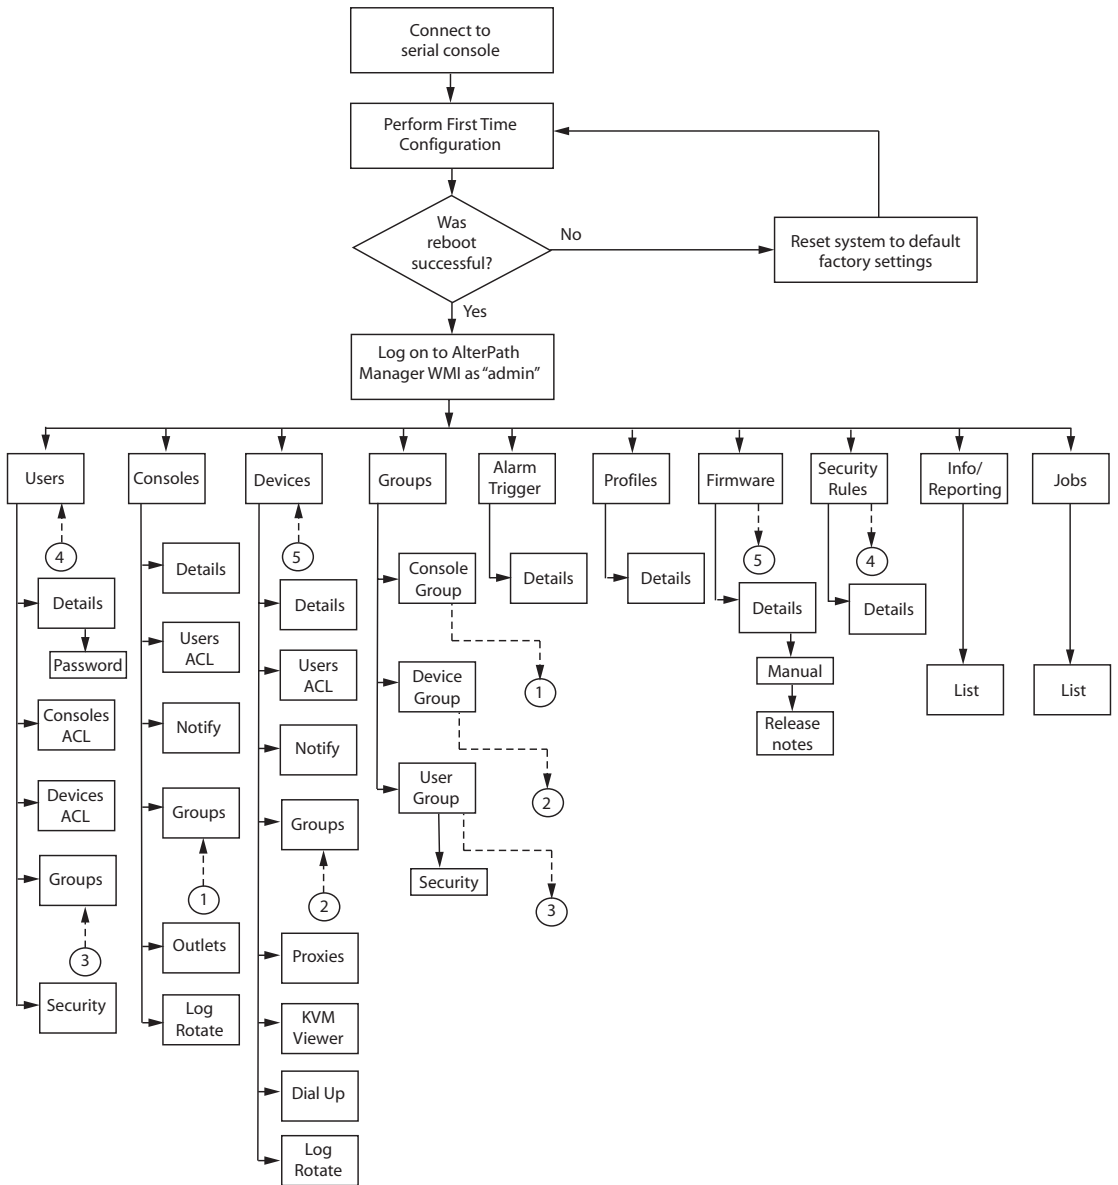 Connect to
serial console
Perform First Time
Configuration
Was
reboot
successful?
No
Reset system to default
factory settings
Yes
Log on to AlterPath
Manager WMI as "admin"
Users
Consoles
Devices
Groups
Alarm
Trigger
Profiles
Firmware
Security
Rules
Info/
Reporting
Jobs
4
Details
Password
Consoles
ACL
Devices
ACL
Groups
3
Security
Details
Users
ACL
Notify
Groups
1
Outlets
Log
Rotate
5
Details
Users
ACL
Notify
Groups
2
Proxies
KVM
Viewer
Dial Up
Log
Rotate
Console
Group
1
Device
Group
2
User
Group
3
Security
Details
Details
5
Details
Manual
Release
notes
4
Details
List
List